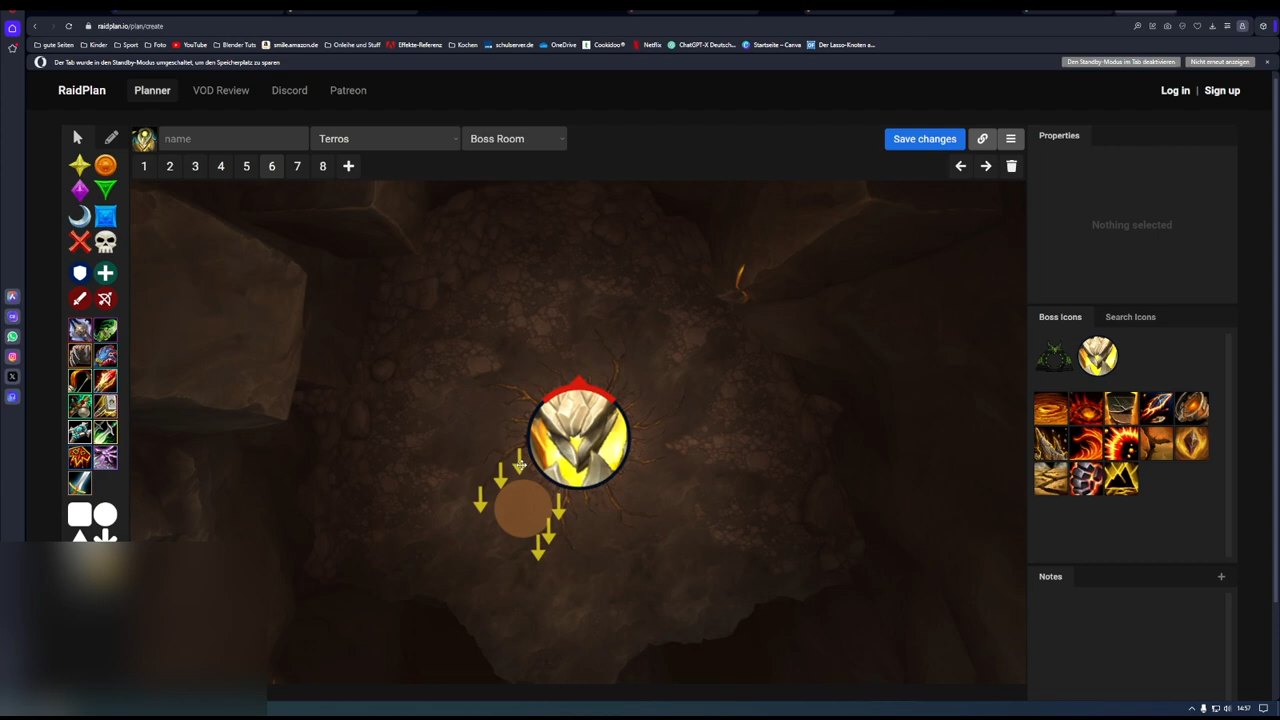 raidplan.io/plan/create
gute Seiten Kinder Sport Foto YouTube Blender Tuts smile.amazon.de Onleihe und Stuff Effekte-Referenz Kochen schulserver.de OneDrive Cookidoo® Netflix ChatGPT-X Deutsch... Startseite – Canva Der Lasso-Knoten a...
Der Tab wurde in den Standby-Modus umgeschaltet, um den Speicherplatz zu sparen Den Standby-Modus im Tab deaktivieren Nicht erneut anzeigen
RaidPlan Planner VOD Review Discord Patreon Log in | Sign up
name Terros Boss Room Save changes Properties
1 2 3 4 5 6 7 8
Nothing selected
Boss Icons Search Icons
Notes
14:57